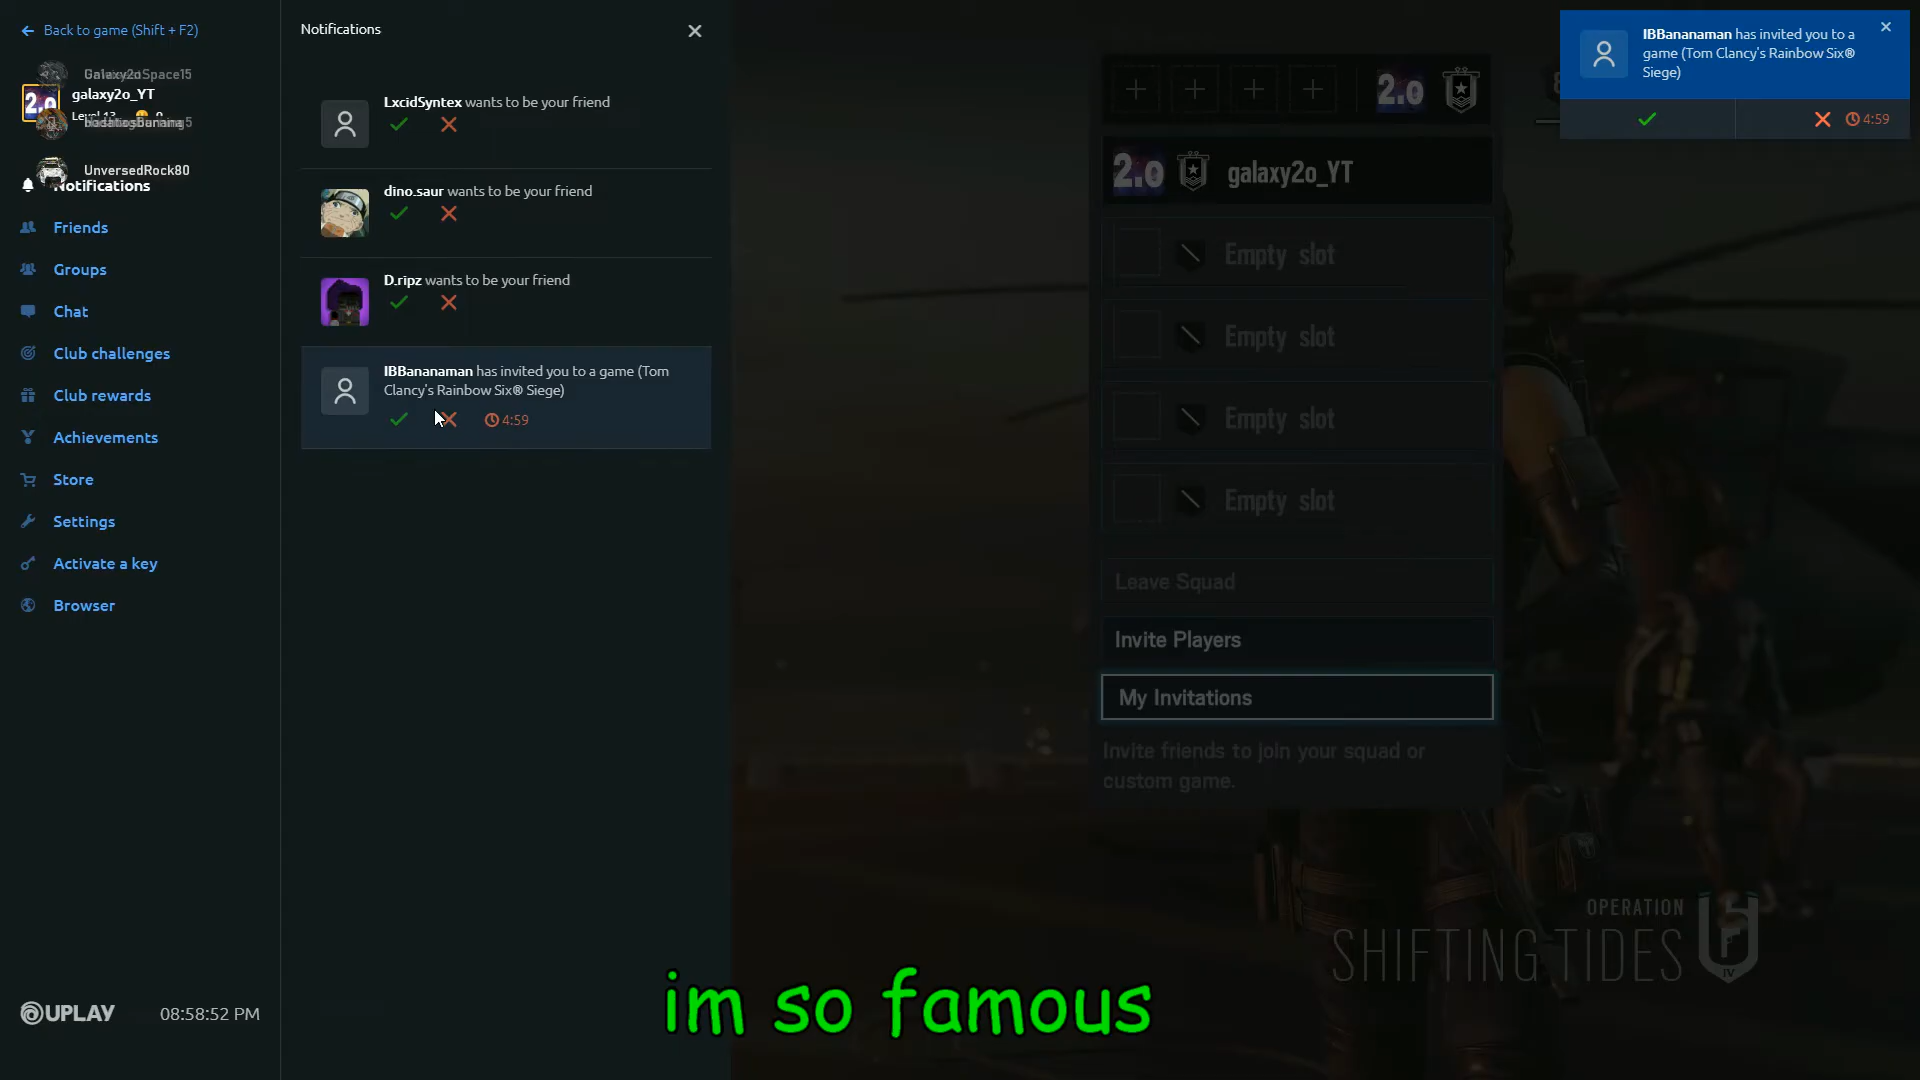 Back to game (Shift + F2)
galaxy2o_YT
UnversedRock80
Notifications
Friends
Groups
Chat
Club challenges
Club rewards
Achievements
Store
Settings
Activate a key
Browser
UPLAY
08:58:52 PM
Notifications
LxcidSyntex wants to be your friend
dino.saur wants to be your friend
D.ripz wants to be your friend
IBBananaman has invited you to a game (Tom
Clancy's Rainbow Six® Siege)
4:59
2.0
2.0
galaxy2o_YT
Empty slot
Empty slot
Empty slot
Empty slot
Leave Squad
Invite Players
My Invitations
Invite friends to join your squad or
custom game.
IBBananaman has invited you to a
game (Tom Clancy's Rainbow Six®
Siege)
4:59
OPERATION
SHIFTING TIDES
IV
im so famous